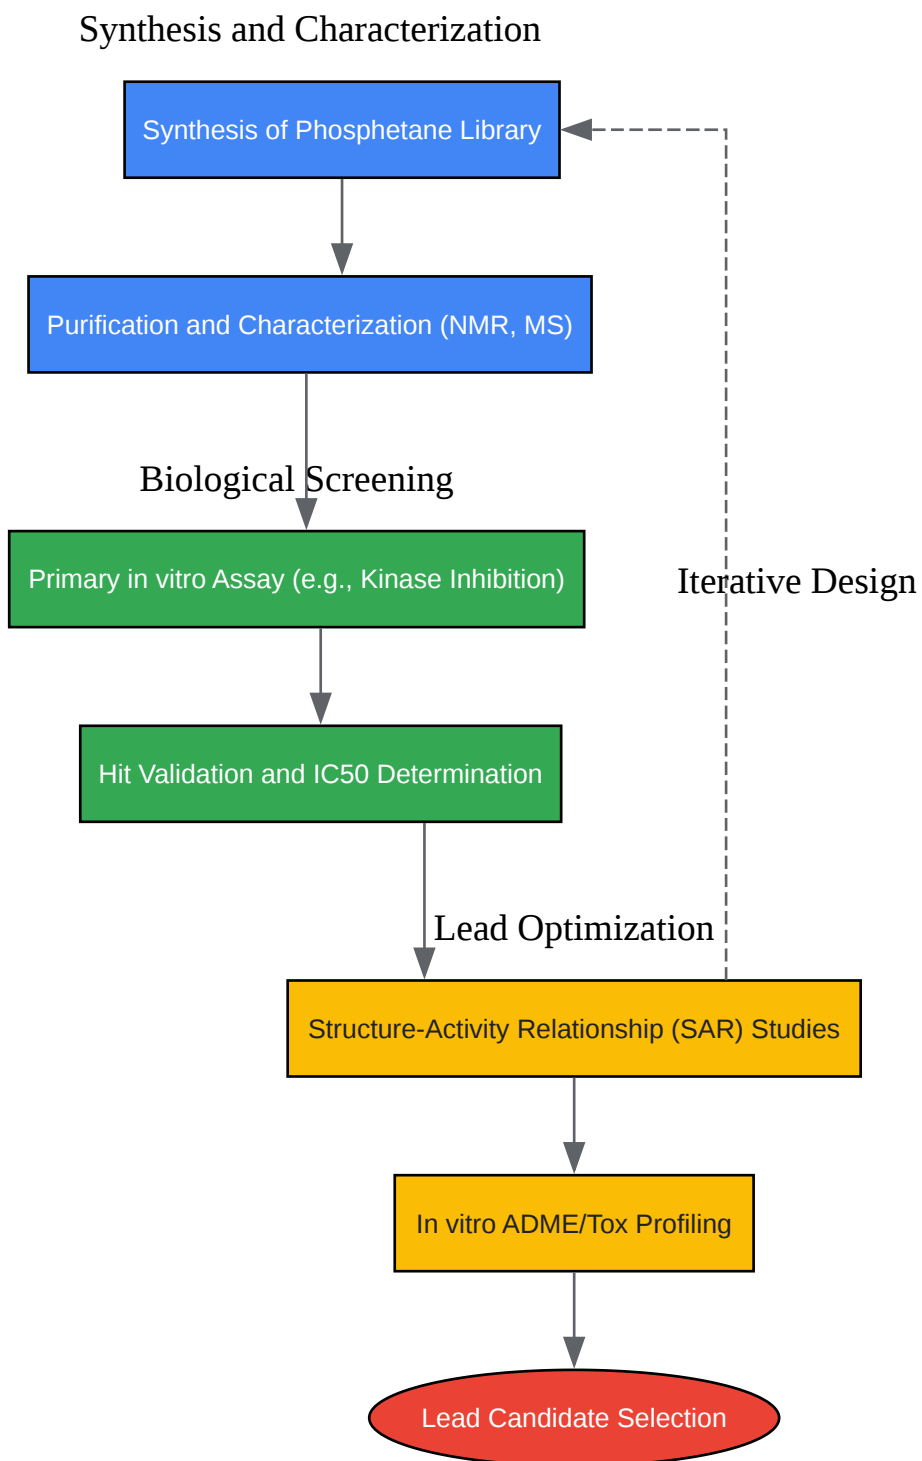 Synthesis and Characterization
Synthesis of Phosphetane Library
Purification and Characterization (NMR, MS)
Biological Screening
Primary in vitro Assay (e.g., Kinase Inhibition)
Iterative Design
Hit Validation and IC50 Determination
Lead Optimization
Structure-Activity Relationship (SAR) Studies
In vitro ADME/Tox Profiling
Lead Candidate Selection